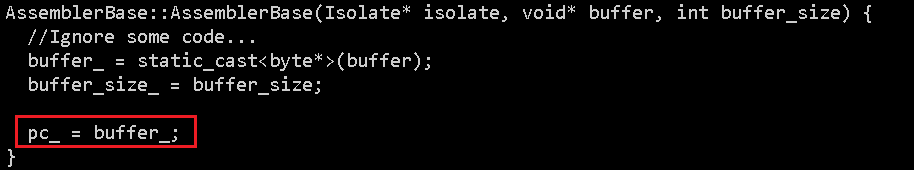 AssemblerBase::AssemblerBase(Isolate* isolate, void* buffer, int buffer_size) {
//Ignore some code...
buffer_ = static_cast<byte*>(buffer);
buffer_size_ = buffer_size;
pc_ = buffer_;
}